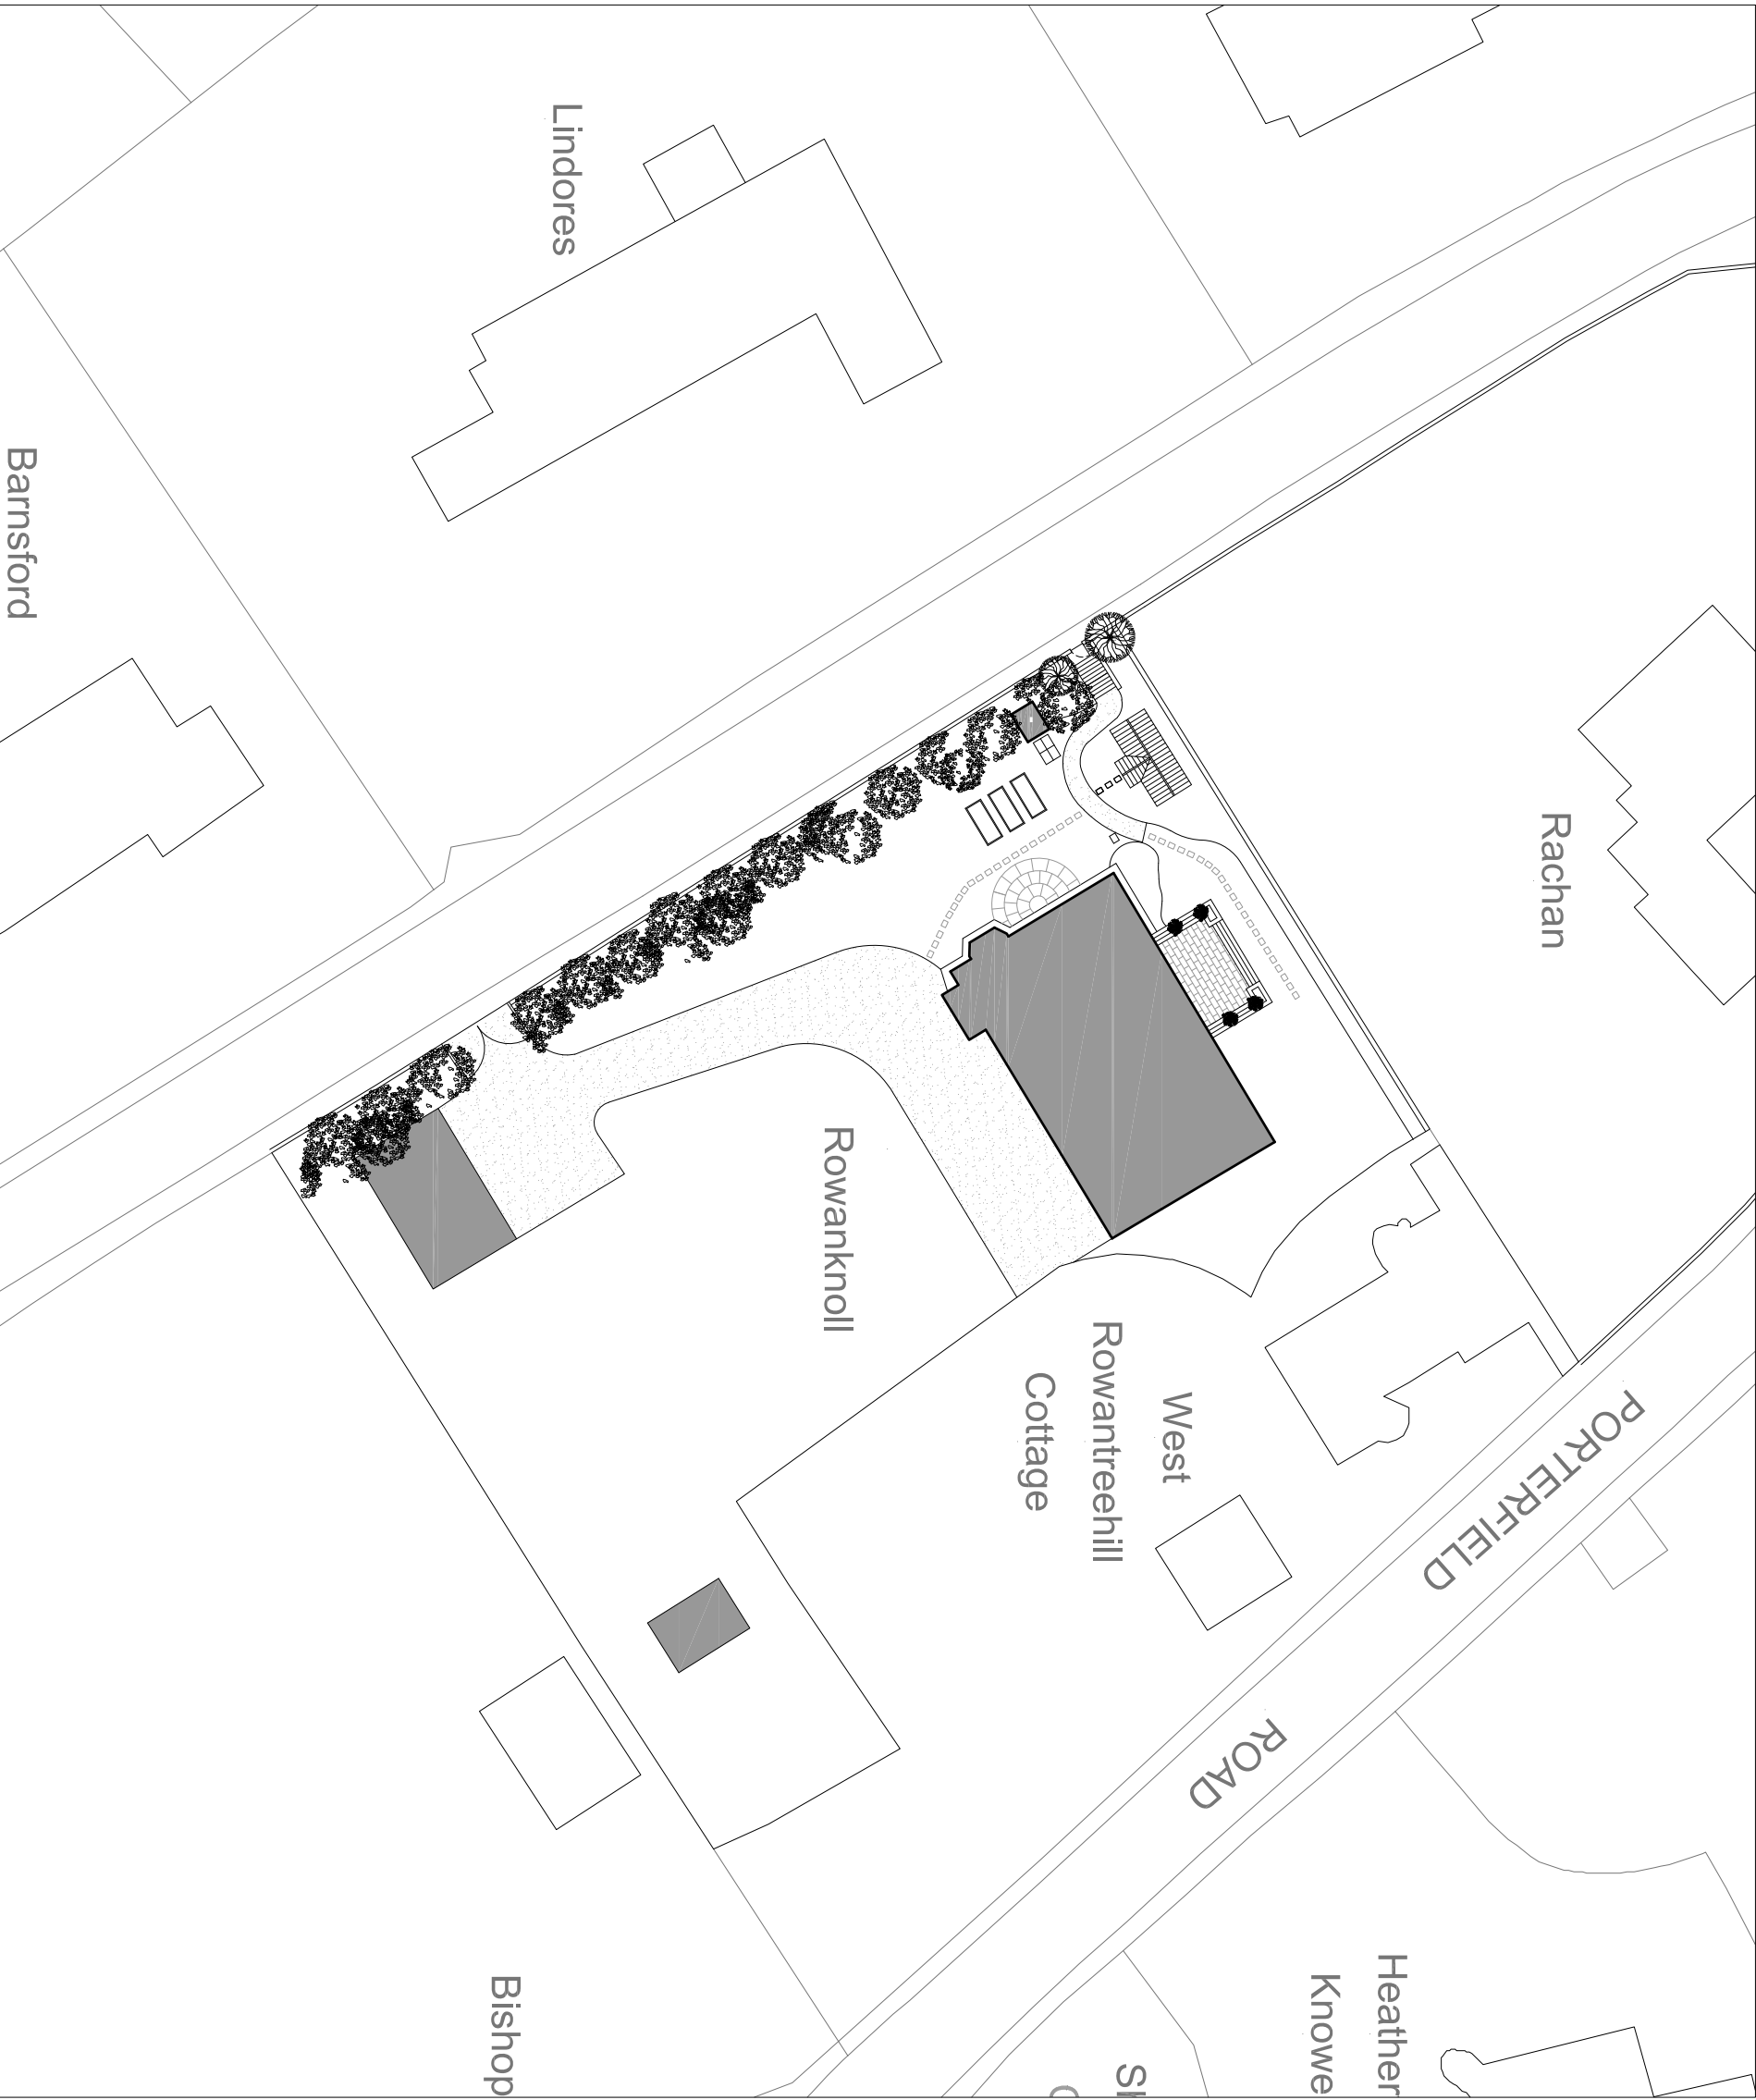 Lindores
Barnsford
Rachan
Rowanknoll
West
Rowantreehill
Cottage
PORTERFIELD
ROAD
Heather
Knowe
Bishop